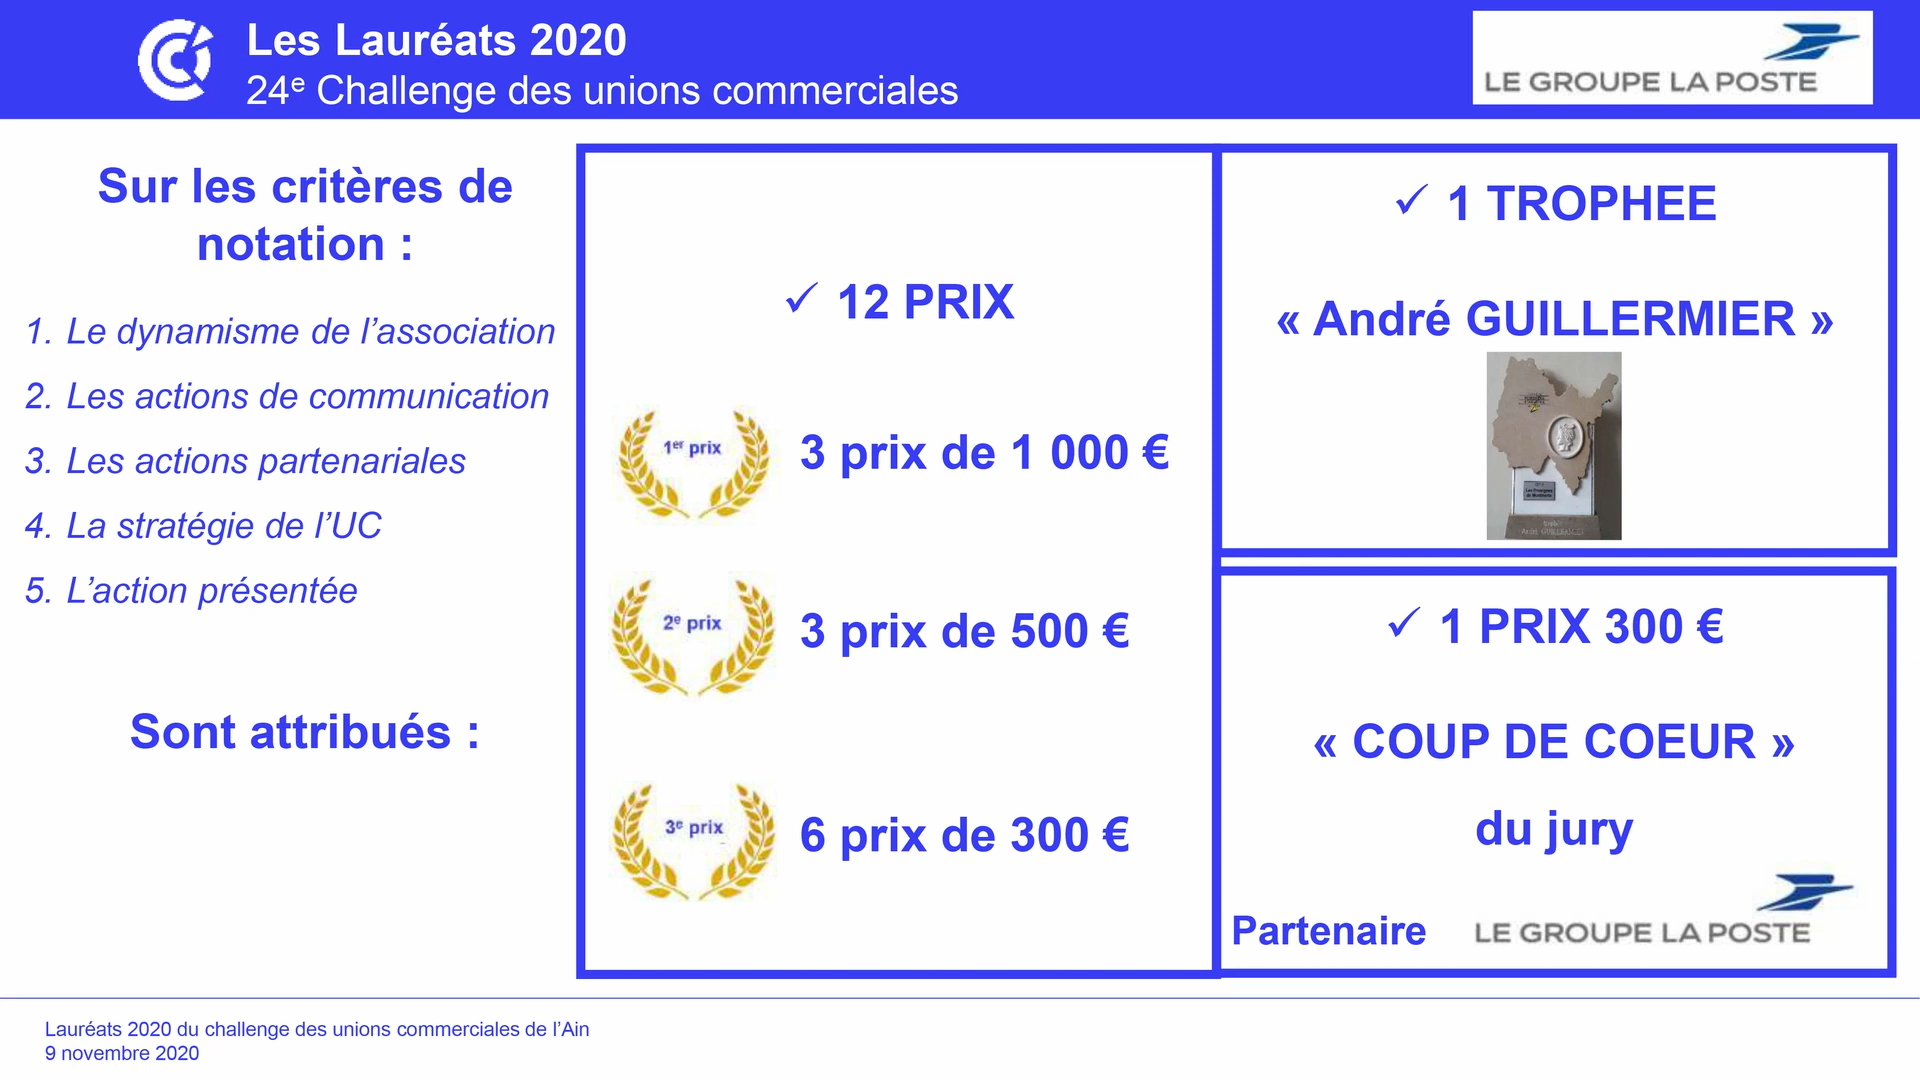 Les Lauréats 2020
24e Challenge des unions commerciales
LE GROUPE LA POSTE
Sur les critères de
notation :
1. Le dynamisme de l’association
2. Les actions de communication
3. Les actions partenariales
4. La stratégie de l’UC
5. L’action présentée
Sont attribués :
✓ 12 PRIX
1er prix
3 prix de 1 000 €
2e prix
3 prix de 500 €
3e prix
6 prix de 300 €
✓ 1 TROPHEE
« André GUILLERMIER »
✓ 1 PRIX 300 €
« COUP DE COEUR »
du jury
Partenaire
LE GROUPE LA POSTE
Lauréats 2020 du challenge des unions commerciales de l’Ain
9 novembre 2020